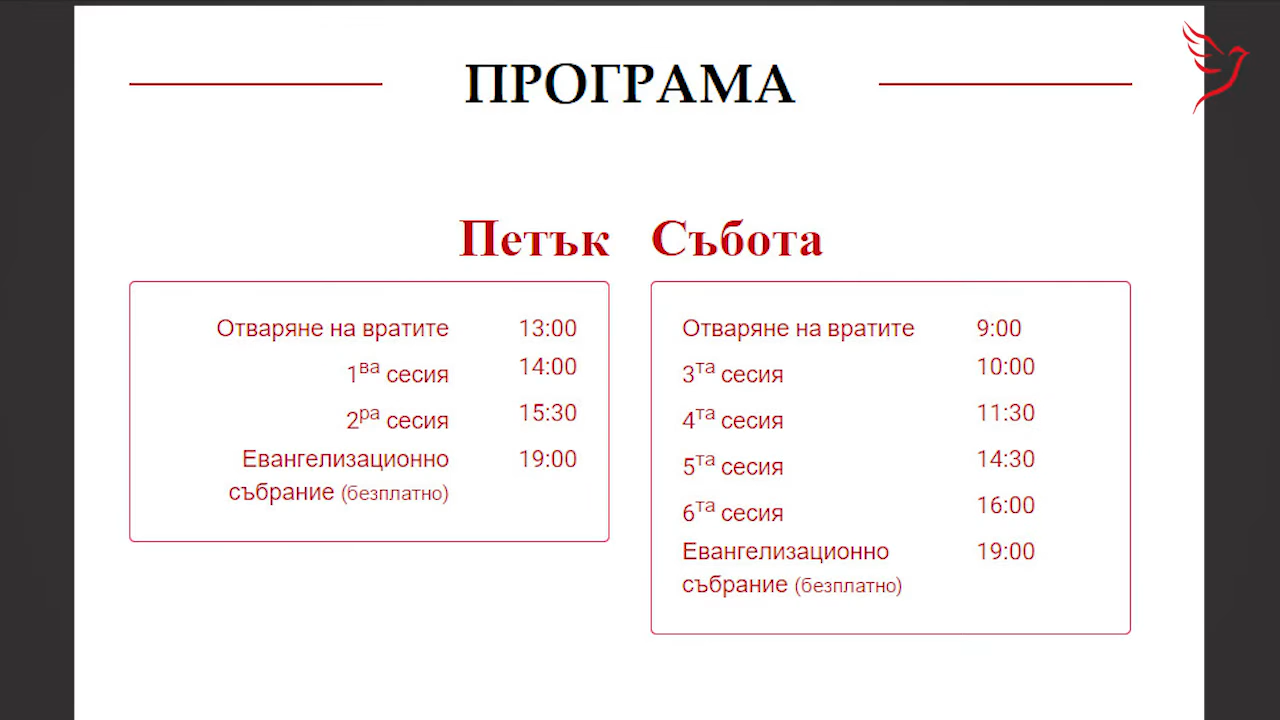 ПРОГРАМА
Петък
Отваряне на вратите 13:00
1ва сесия 14:00
2ра сесия 15:30
Евангелизационно 19:00
събрание (безплатно)
Събота
Отваряне на вратите 9:00
3та сесия 10:00
4та сесия 11:30
5та сесия 14:30
6та сесия 16:00
Евангелизационно 19:00
събрание (безплатно)